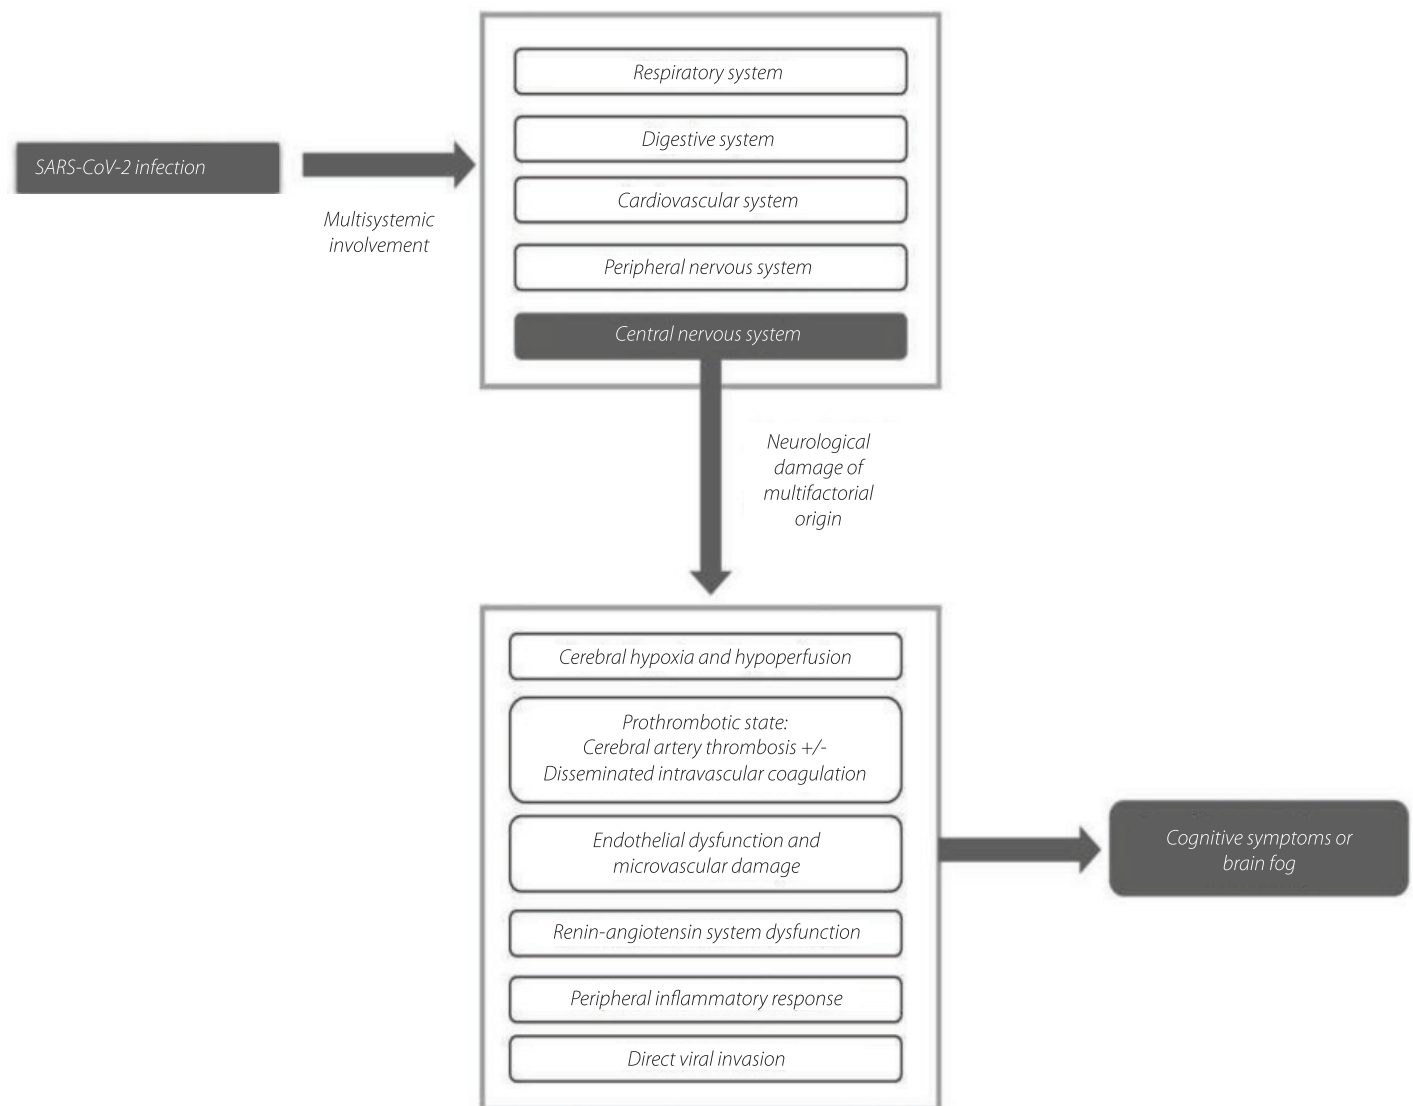 Respiratory system
Digestive system
SARS-CoV-2 infection
Cardiovascular system
Multisystemic
involvement
Peripheral nervous system
Central nervous system
Neurological
damage of
multifactorial
origin
Cerebral hypoxia and hypoperfusion
Prothrombotic state:
Cerebral artery thrombosis +/-
Disseminated intravascular coagulation
Endothelial dysfunction and
microvascular damage
Cognitive symptoms or
brain fog
Renin-angiotensin system dysfunction
Peripheral inflammatory response
Direct viral invasion